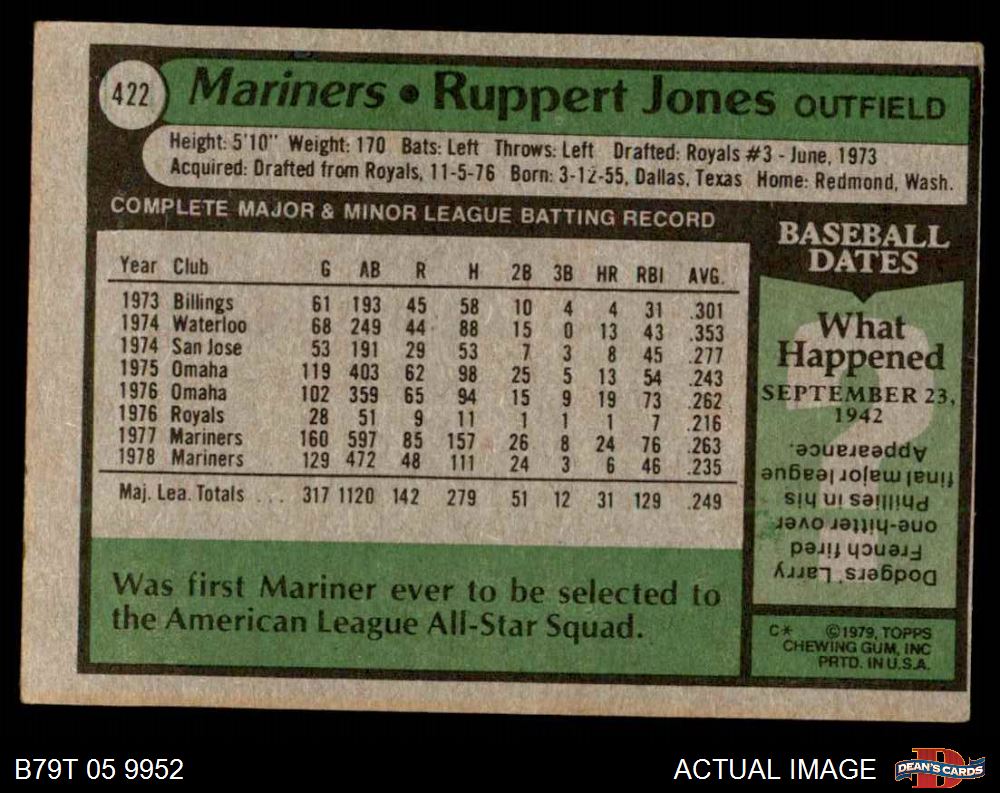 422 Mariners • Ruppert Jones OUTFIELD
Height: 5'10" Weight: 170 Bats: Left Throws: Left Drafted: Royals #3 - June, 1973
Acquired: Drafted from Royals, 11-5-76 Born: 3-12-55, Dallas, Texas Home: Redmond, Wash.
COMPLETE MAJOR & MINOR LEAGUE BATTING RECORD
Year Club G AB R H 2B 3B HR RBI AVG.
1973 Billings 61 193 45 58 10 4 4 31 .301
1974 Waterloo 68 249 44 88 15 0 13 43 .353
1974 San Jose 53 191 29 53 7 3 8 45 .277
1975 Omaha 119 403 62 98 25 5 13 54 .243
1976 Omaha 102 359 65 94 15 9 19 73 .262
1976 Royals 28 51 9 11 1 1 1 7 .216
1977 Mariners 160 597 85 157 26 8 24 76 .263
1978 Mariners 129 472 48 111 24 3 6 46 .235
Maj. Lea. Totals ... 317 1120 142 279 51 12 31 129 .249
Was first Mariner ever to be selected to
the American League All-Star Squad.
BASEBALL
DATES
What
Happened
SEPTEMBER 23,
1942
Dodgers' Larry
French fired
one-hitter over
Phillies in his
final major league
Appearance.
C* ©1979, TOPPS
CHEWING GUM, INC
PRTD. IN U.S.A.
B79T 05 9952
ACTUAL IMAGE
DEAN'S CARDS